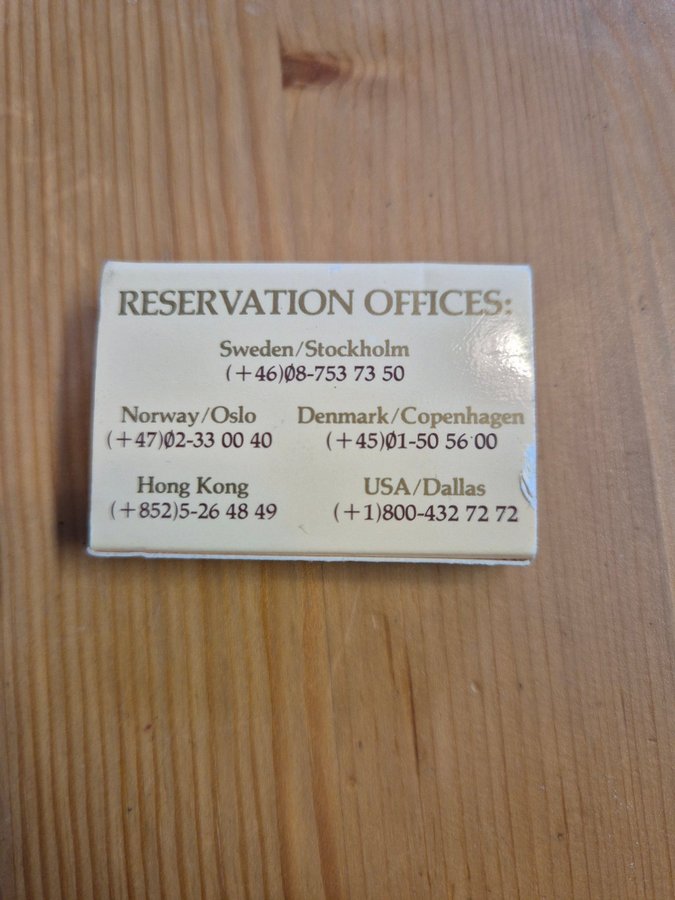 RESERVATION OFFICES:
Sweden/Stockholm
(+46)08-753 73 50
Norway/Oslo Denmark/Copenhagen
(+47)02-33 00 40 (+45)01-50 56 00
Hong Kong USA/Dallas
(+852)5-26 48 49 (+1)800-432 72 72